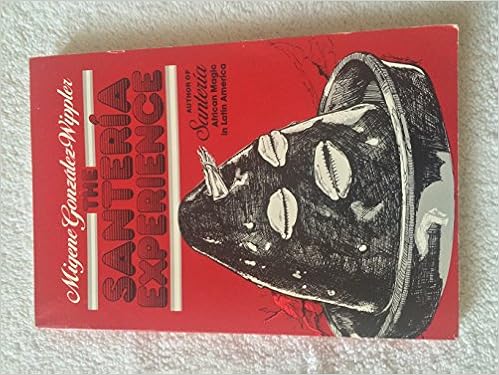 Migene González-Wippler
THE
SANTERÍA
EXPERIENCE
AUTHOR OF
Santería
African Magic
in Latin America